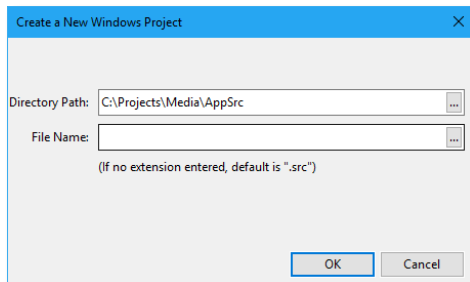 Create a New Windows Project
Directory Path: C:\Projects\Media\AppSrc ...
File Name: ...
(If no extension entered, default is ".src")
OK Cancel